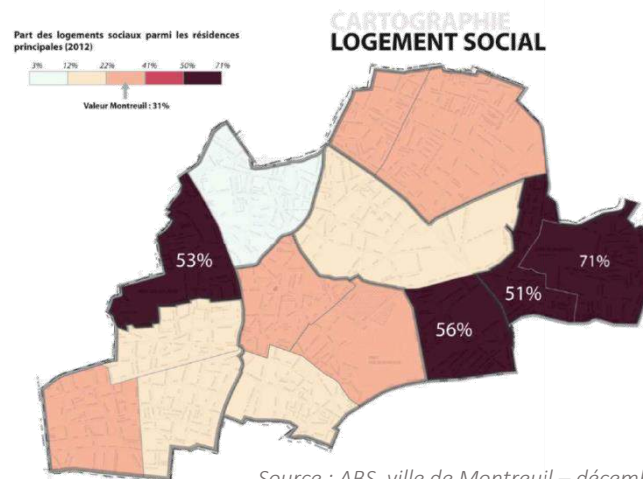 CARTOGRAPHIE
LOGEMENT SOCIAL
Part des logements sociaux parmi les résidences
principales (2012)
3% 12% 22% 41% 50% 71%
Valeur Montreuil : 31%
53%
71%
51%
56%
Source : ABS, ville de Montreuil – décemb